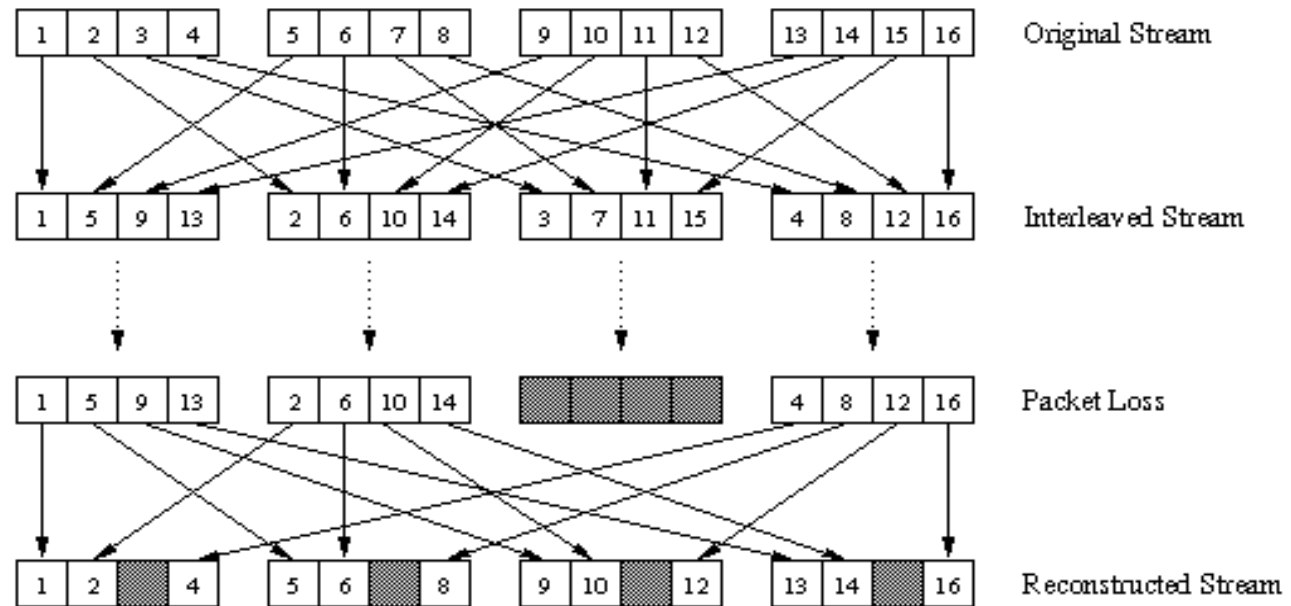 1 2 3 4 5 6 7 8 9 10 11 12 13 14 15 16 Original Stream
1 5 9 13 2 6 10 14 3 7 11 15 4 8 12 16 Interleaved Stream
1 5 9 13 2 6 10 14 4 8 12 16 Packet Loss
1 2 4 5 6 8 9 10 12 13 14 16 Reconstructed Stream